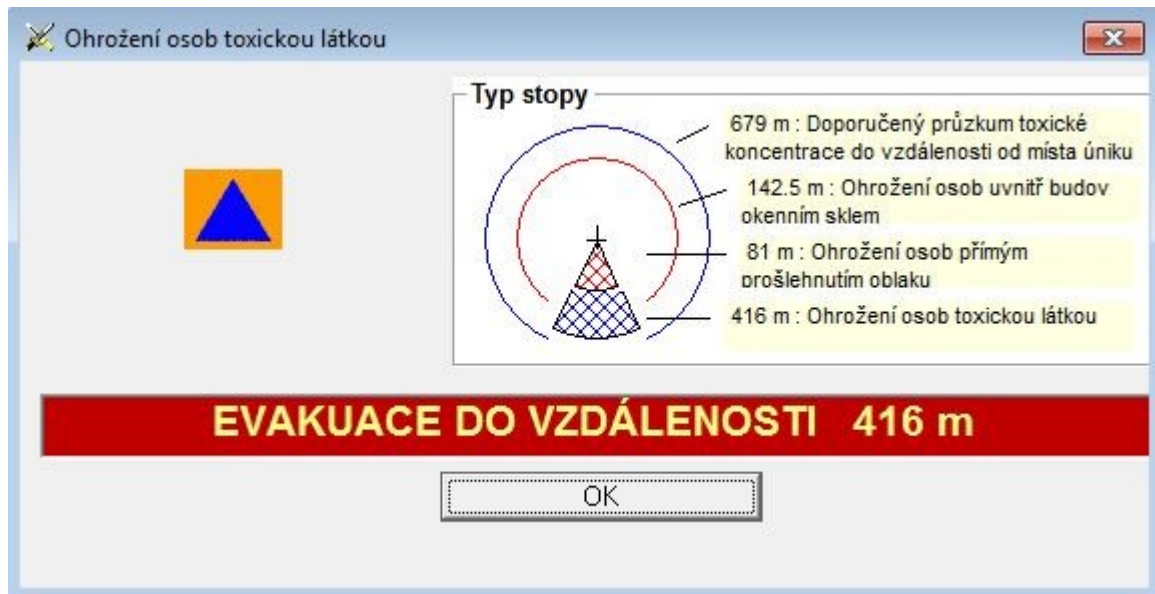 Ohrožení osob toxickou látkou
Typ stopy
679 m : Doporučený průzkum toxické
koncentrace do vzdálenosti od místa úniku
142.5 m : Ohrožení osob uvnitř budov
okenním sklem
81 m : Ohrožení osob přímým
prošlehnutím oblaku
416 m : Ohrožení osob toxickou látkou
EVAKUACE DO VZDÁLENOSTI 416 m
OK